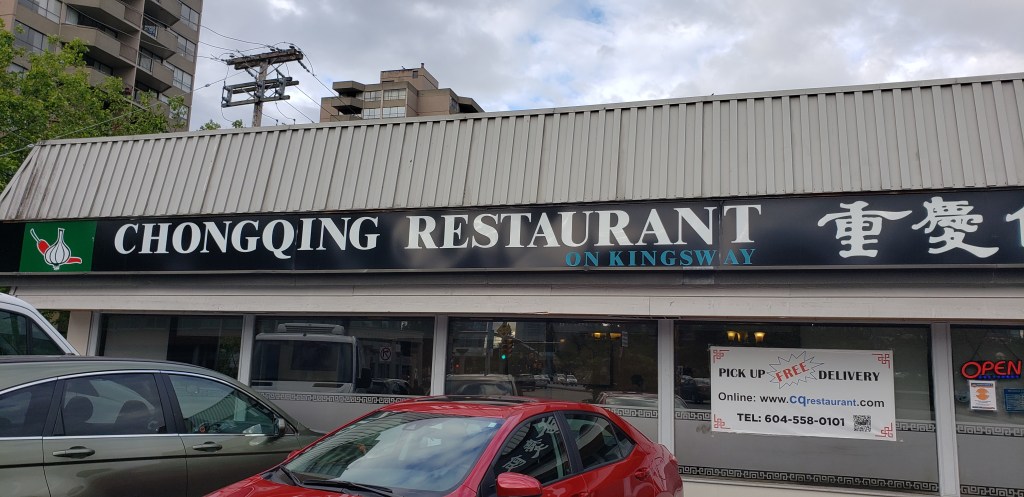 CHONGQING RESTAURANT
ON KINGSWAY
重慶
PICK UP FREE DELIVERY
Online: www.cqrestaurant.com
TEL: 604-558-0101
OPEN